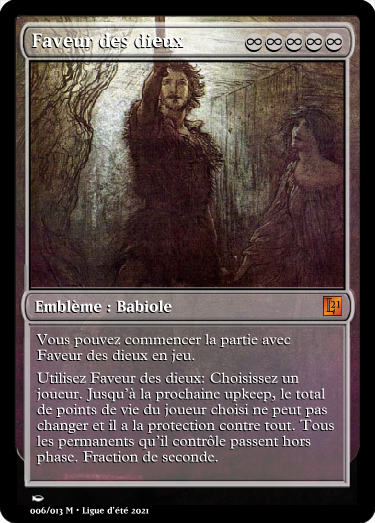 Faveur des dieux ∞∞∞∞∞
Emblème : Babiole
Vous pouvez commencer la partie avec
Faveur des dieux en jeu.
Utilisez Faveur des dieux: Choisissez un
joueur. Jusqu'à la prochaine upkeep, le total
de points de vie du joueur choisi ne peut pas
changer et il a la protection contre tout. Tous
les permanents qu'il contrôle passent hors
phase. Fraction de seconde.
006/013 M • Ligue d'été 2021